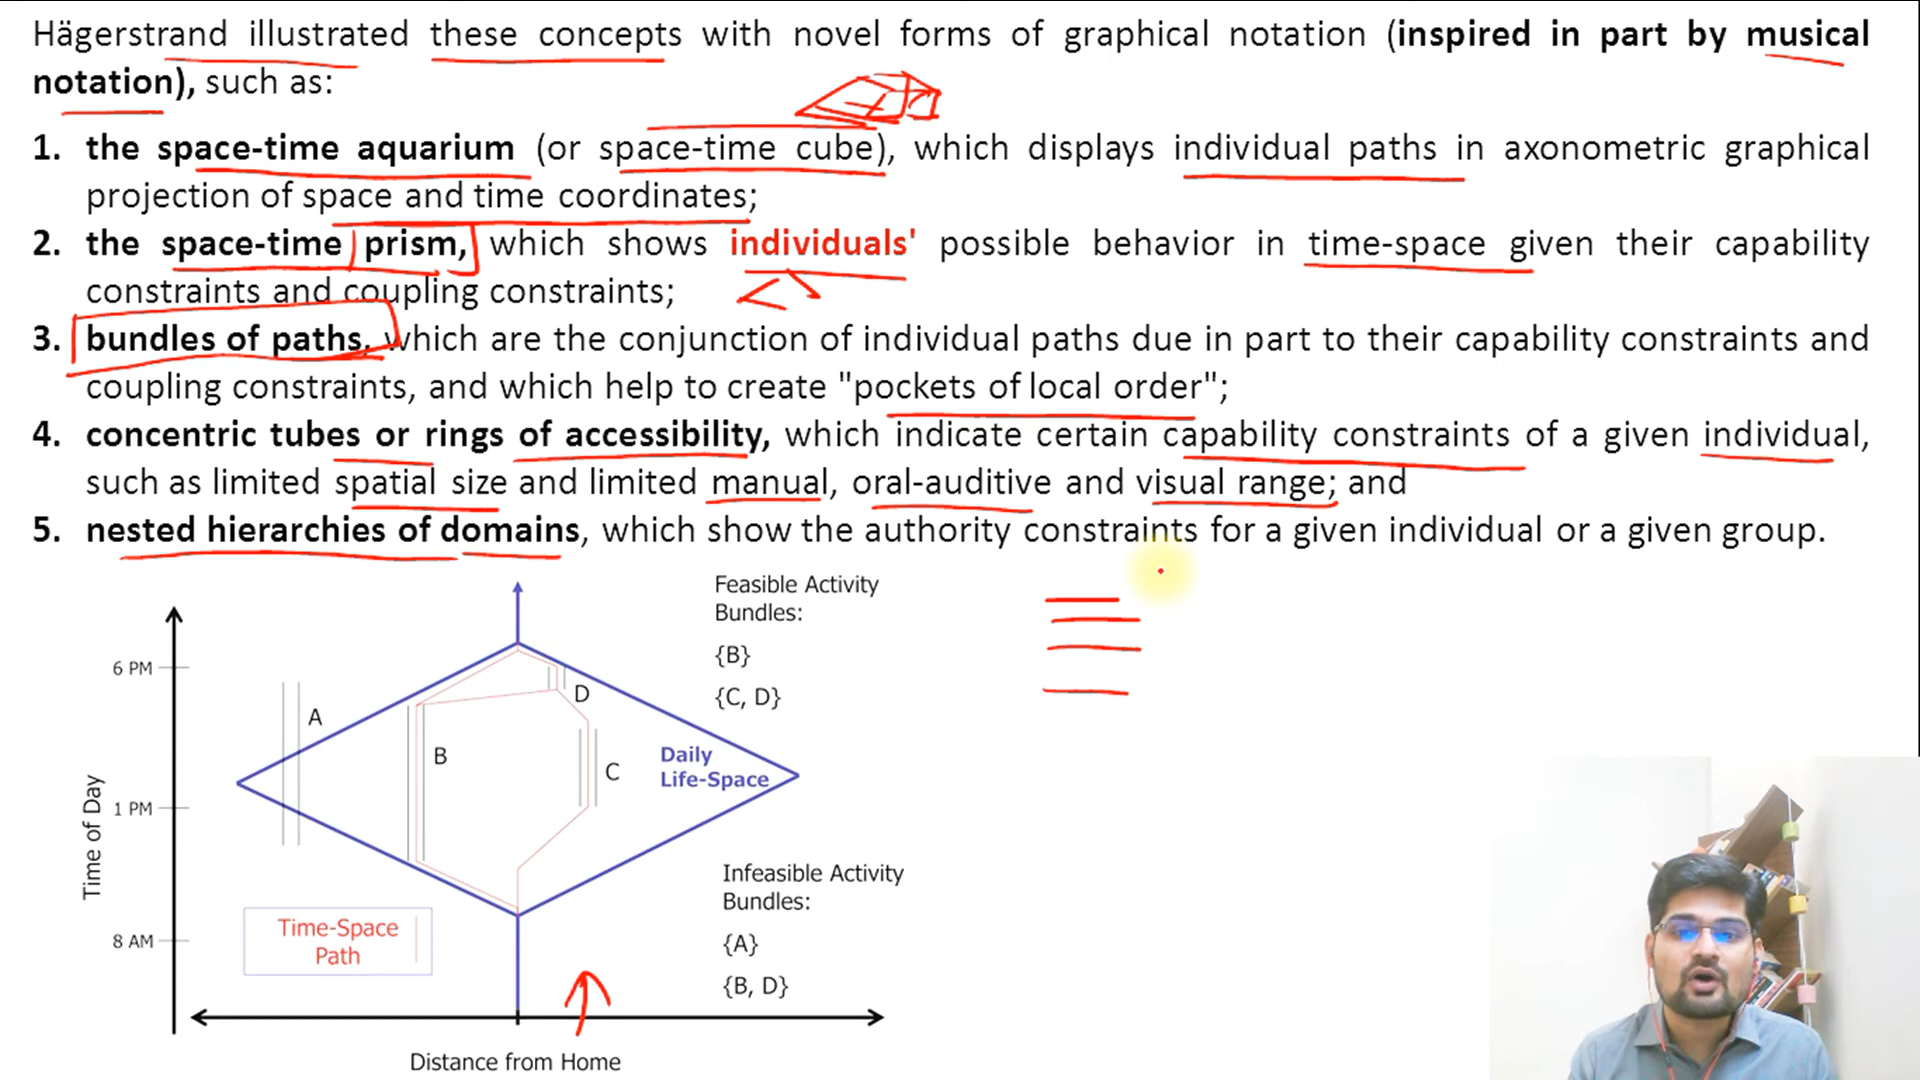 Hägerstrand illustrated these concepts with novel forms of graphical notation (inspired in part by musical
notation), such as:
1. the space-time aquarium (or space-time cube), which displays individual paths in axonometric graphical
projection of space and time coordinates;
2. the space-time prism, which shows individuals' possible behavior in time-space given their capability
constraints and coupling constraints;
3. bundles of paths, which are the conjunction of individual paths due in part to their capability constraints and
coupling constraints, and which help to create "pockets of local order";
4. concentric tubes or rings of accessibility, which indicate certain capability constraints of a given individual,
such as limited spatial size and limited manual, oral-auditive and visual range; and
5. nested hierarchies of domains, which show the authority constraints for a given individual or a given group.
Feasible Activity
Bundles:
{B}
{C, D}
6 PM
D
A
B
C
Daily
Life-Space
1 PM
Time of Day
Infeasible Activity
Bundles:
{A}
{B, D}
Time-Space
Path
8 AM
Distance from Home